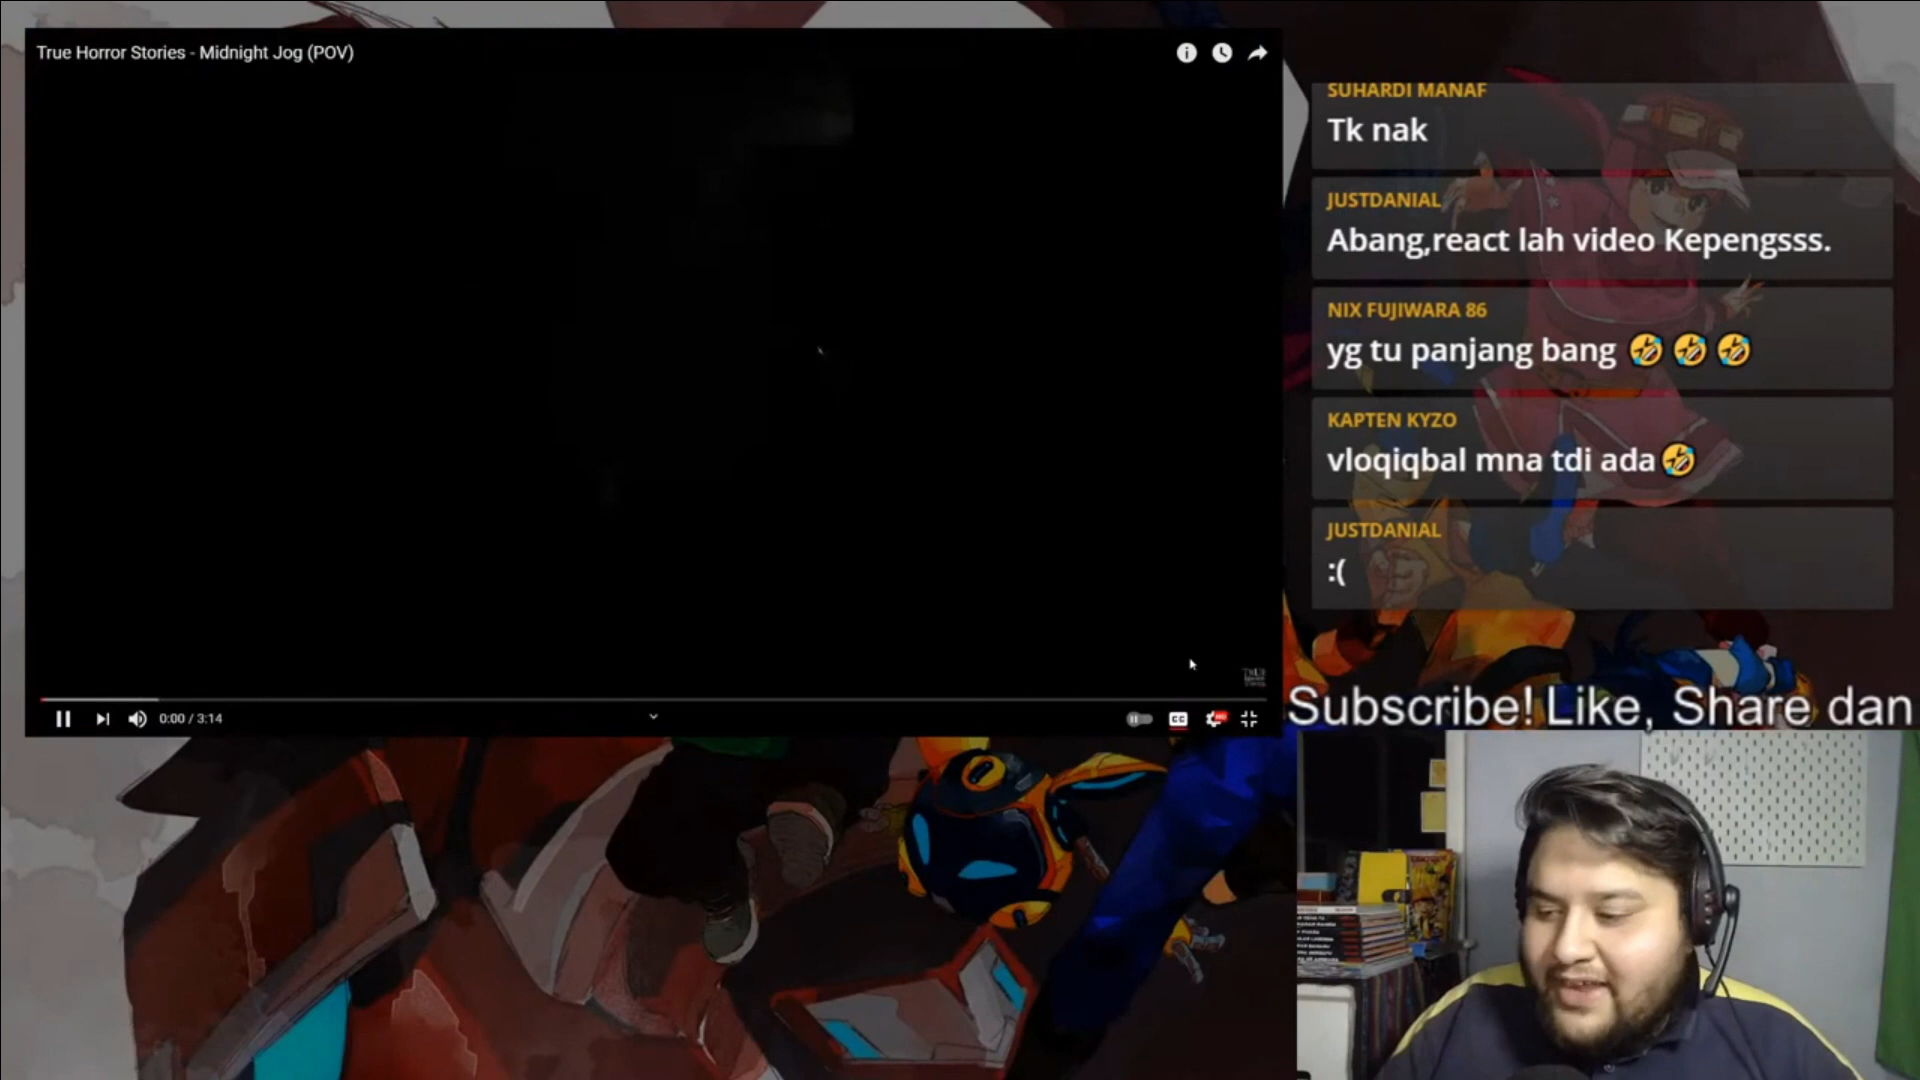 True Horror Stories - Midnight Jog (POV)
SUHARDI MANAF
Tk nak
JUSTDANIAL
Abang,react lah video Kepengsss.
NIX FUJIWARA 86
yg tu panjang bang 🤣 🤣 🤣
KAPTEN KYZO
vloqiqbal mna tdi ada🤣
JUSTDANIAL
:(
Subscribe! Like, Share dan
0:00 / 3:14
CC